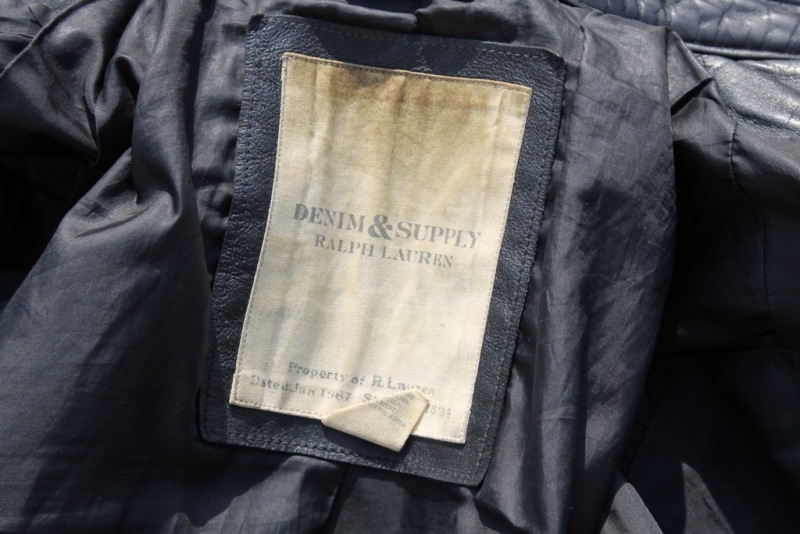 DENIM & SUPPLY
RALPH LAUREN
Property of R.Lauren
Dated:Jan 1967